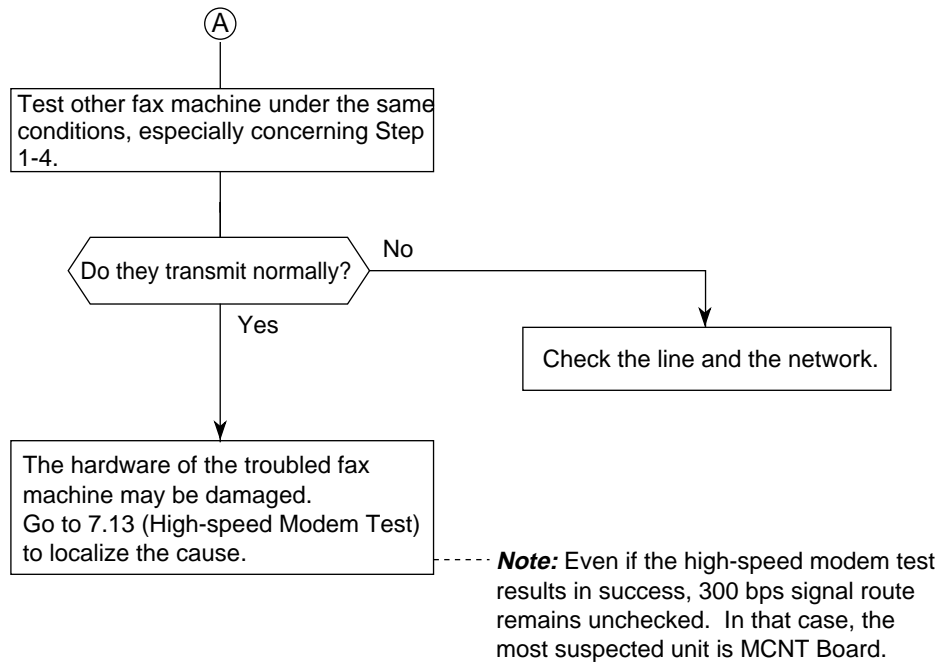 A
Test other fax machine under the same
conditions, especially concerning Step
1-4.
Do they transmit normally?
No
Yes
Check the line and the network.
The hardware of the troubled fax
machine may be damaged.
Go to 7.13 (High-speed Modem Test)
to localize the cause.
Note: Even if the high-speed modem test
results in success, 300 bps signal route
remains unchecked.  In that case, the
most suspected unit is MCNT Board.